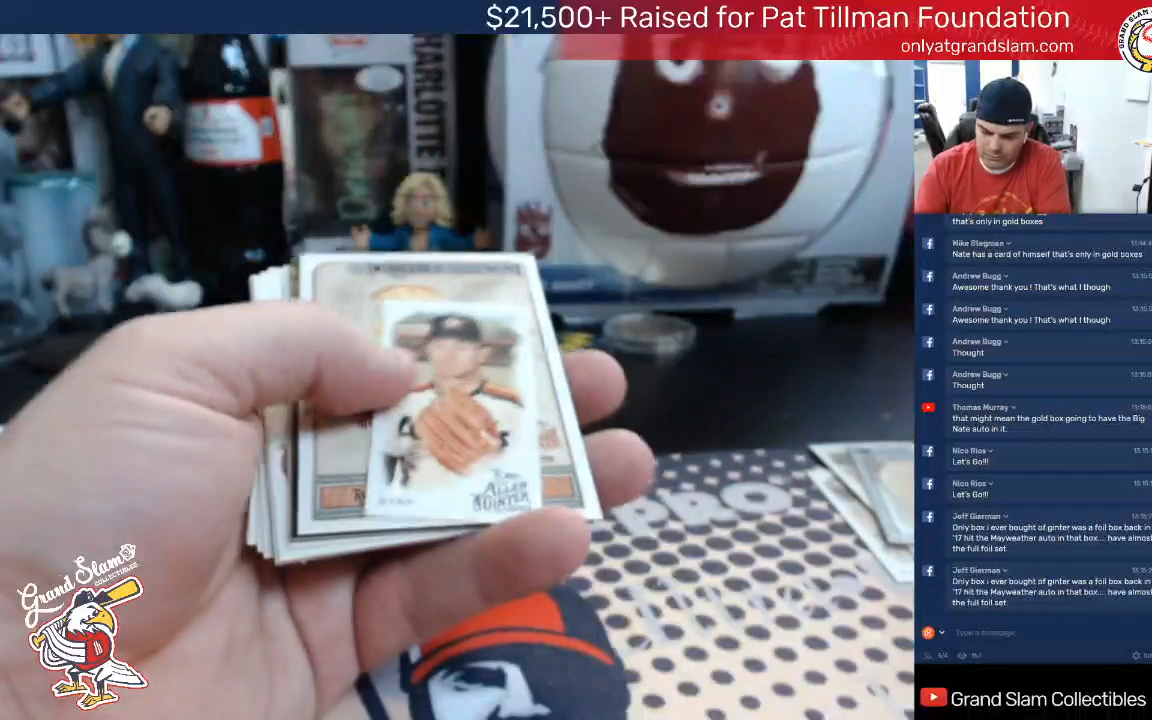 $21,500+ Raised for Pat Tillman Foundation
onlyatgrandslam.com
CHARLOTTE
that's only in gold boxes
Mike Stegman
Nate has a card of himself that's only in gold boxes
Andrew Bugg
Awesome thank you ! That's what I though
Andrew Bugg
Awesome thank you ! That's what I though
Andrew Bugg
Thought
Andrew Bugg
Thought
Thomas Murray
that might mean the gold box going to have the Big
Nate auto in it.
Nico Rios
Let's Go!!!
Nico Rios
Let's Go!!!
Jeff Gierman
Only box i ever bought of ginter was a foil box back in
'17 hit the Mayweather auto in that box.... have almos
the full foil set
Jeff Gierman
Only box i ever bought of ginter was a foil box back in
'17 hit the Mayweather auto in that box.... have almos
the full foil set
Type a message
3/4
157
Grand Slam Collectibles
ALLEN
GINTER
Grand Slam
COLLECTIBLES